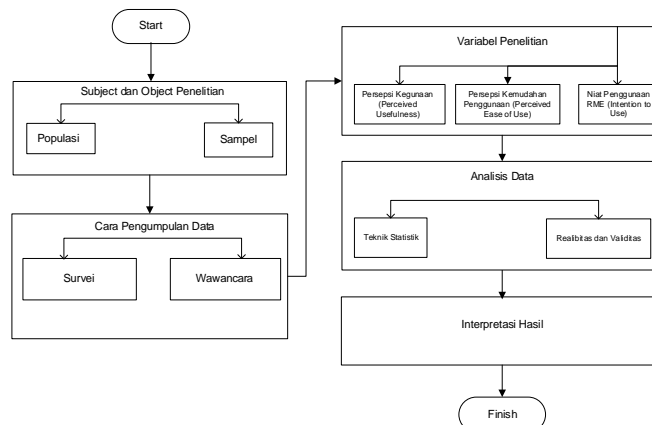 Start
Subject dan Object Penelitian
Populasi
Sampel
Cara Pengumpulan Data
Survei
Wawancara
Variabel Penelitian
Persepsi Kegunaan
(Perceived
Usefulness)
Persepsi Kemudahan
Penggunaan (Perceived
Ease of Use)
Niat Penggunaan
RME (Intention to
Use)
Analisis Data
Teknik Statistik
Realibitas dan Validitas
Interpretasi Hasil
Finish